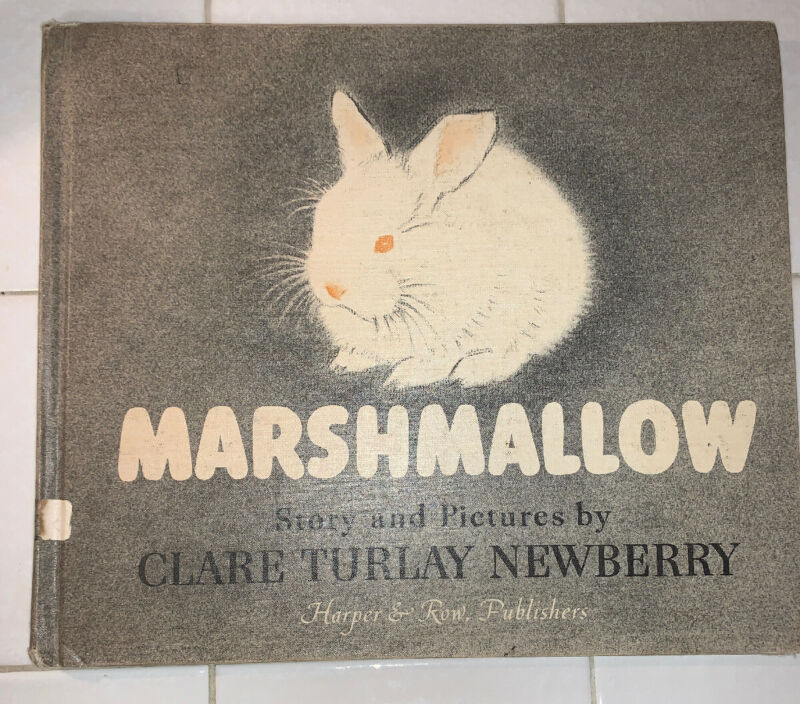 MARSHMALLOW
Story and Pictures by
CLARE TURLAY NEWBERRY
Harper & Row, Publishers